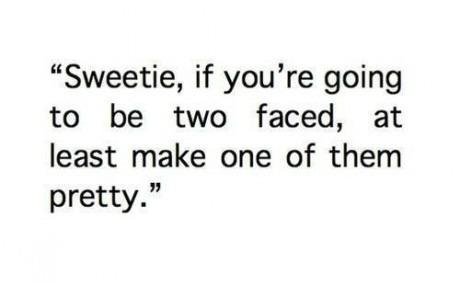 “Sweetie, if you’re going
to be two faced, at
least make one of them
pretty.”